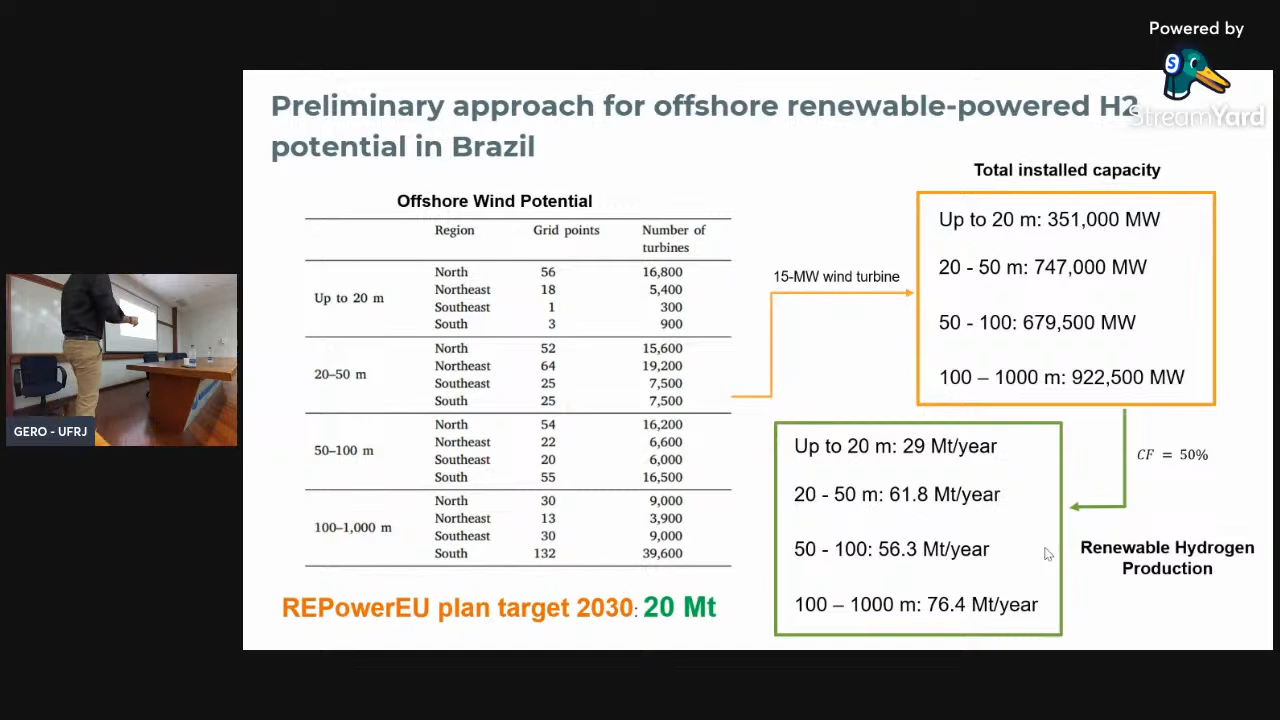 Powered by
StreamYard
Preliminary approach for offshore renewable-powered H2
potential in Brazil
Total installed capacity
Offshore Wind Potential
Region Grid points Number of
turbines
Up to 20 m
North 56 16,800
Northeast 18 5,400
Southeast 1 300
South 3 900
20–50 m
North 52 15,600
Northeast 64 19,200
Southeast 25 7,500
South 25 7,500
50–100 m
North 54 16,200
Northeast 22 6,600
Southeast 20 6,000
South 55 16,500
100–1,000 m
North 30 9,000
Northeast 13 3,900
Southeast 30 9,000
South 132 39,600
15-MW wind turbine
Up to 20 m: 351,000 MW
20 - 50 m: 747,000 MW
50 - 100: 679,500 MW
100 – 1000 m: 922,500 MW
CF = 50%
Up to 20 m: 29 Mt/year
20 - 50 m: 61.8 Mt/year
50 - 100: 56.3 Mt/year
100 – 1000 m: 76.4 Mt/year
Renewable Hydrogen
Production
REPowerEU plan target 2030: 20 Mt
GERO - UFRJ
S